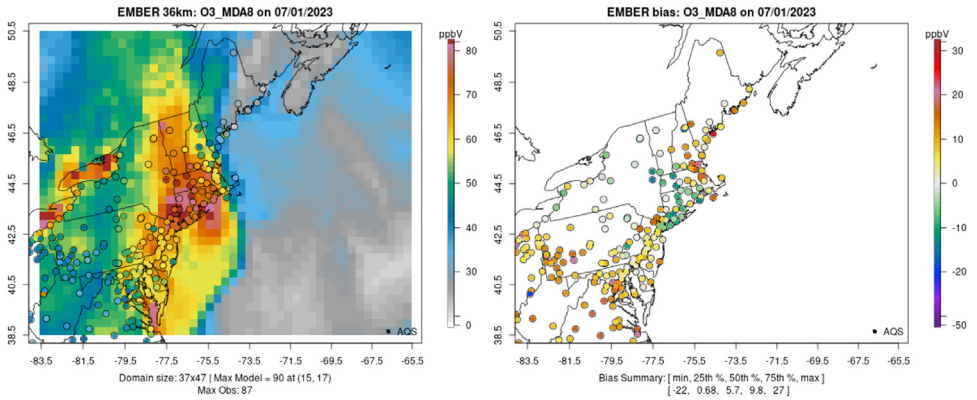 EMBER 36km: O3_MDA8 on 07/01/2023
ppbV
50.5
48.5
46.5
44.5
42.5
40.5
38.5
80
70
60
50
40
30
20
10
0
AQS
-83.5 -81.5 -79.5 -77.5 -75.5 -73.5 -71.5 -69.5 -67.5 -65.5
Domain size: 37x47 | Max Model = 90 at (15, 17)
Max Obs: 87
EMBER bias: O3_MDA8 on 07/01/2023
ppbV
50.5
48.5
46.5
44.5
42.5
40.5
38.5
30
20
10
0
-10
-20
-50
AQS
-83.5 -81.5 -79.5 -77.5 -75.5 -73.5 -71.5 -69.5 -67.5 -65.5
Bias Summary: [ min, 25th %, 50th %, 75th %, max ]
[ -22, 0.68, 5.7, 9.8, 27 ]